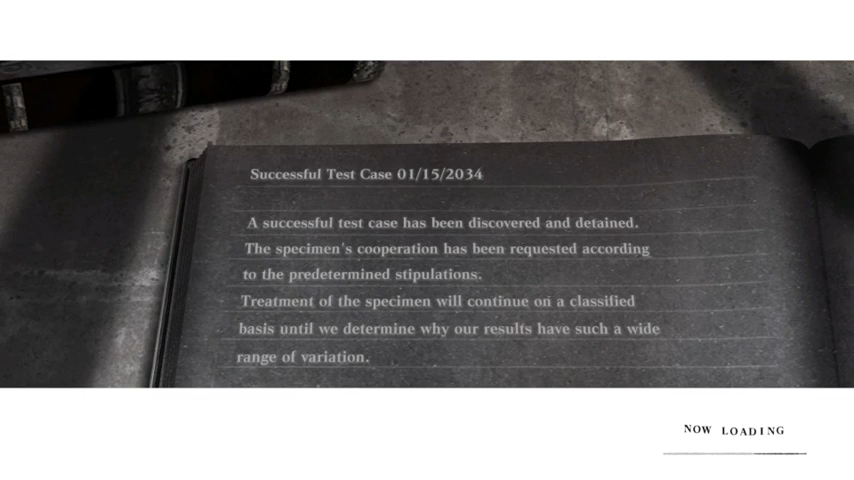 Successful Test Case 01/15/2034
A successful test case has been discovered and detained.
The specimen's cooperation has been requested according
to the predetermined stipulations.
Treatment of the specimen will continue on a classified
basis until we determine why our results have such a wide
range of variation.
NOW LOADING